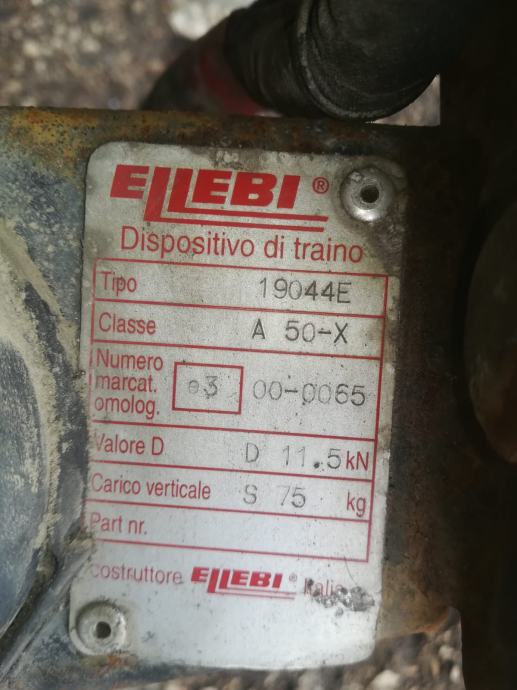 ELLEBI ®
Dispositivo di traino
Tipo 19044E
Classe A 50-X
Numero marcat. omolog. e3 00-0065
Valore D D 11.5 kN
Carico verticale S 75 kg
Part nr.
costruttore ELLEBI ® Italia